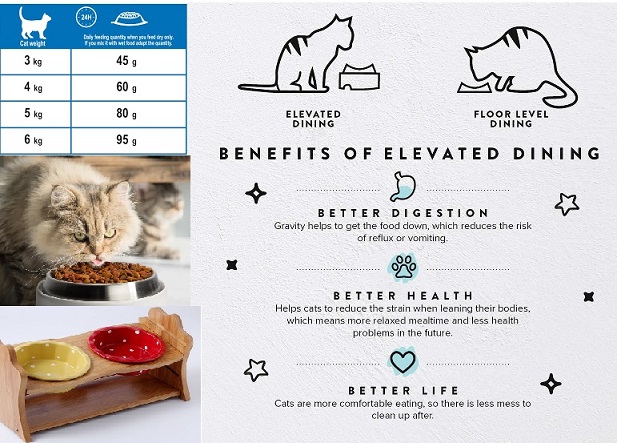 24H
Cat weight
Daily feeding quantity when you feed dry only.
If you mix it with wet food adapt the quantity.
3 kg 45 g
4 kg 60 g
5 kg 80 g
6 kg 95 g
ELEVATED
DINING
FLOOR LEVEL
DINING
BENEFITS OF ELEVATED DINING
BETTER DIGESTION
Gravity helps to get the food down, which reduces the risk
of reflux or vomiting.
BETTER HEALTH
Helps cats to reduce the strain when leaning their bodies,
which means more relaxed mealtime and less health
problems in the future.
BETTER LIFE
Cats are more comfortable eating, so there is less mess to
clean up after.